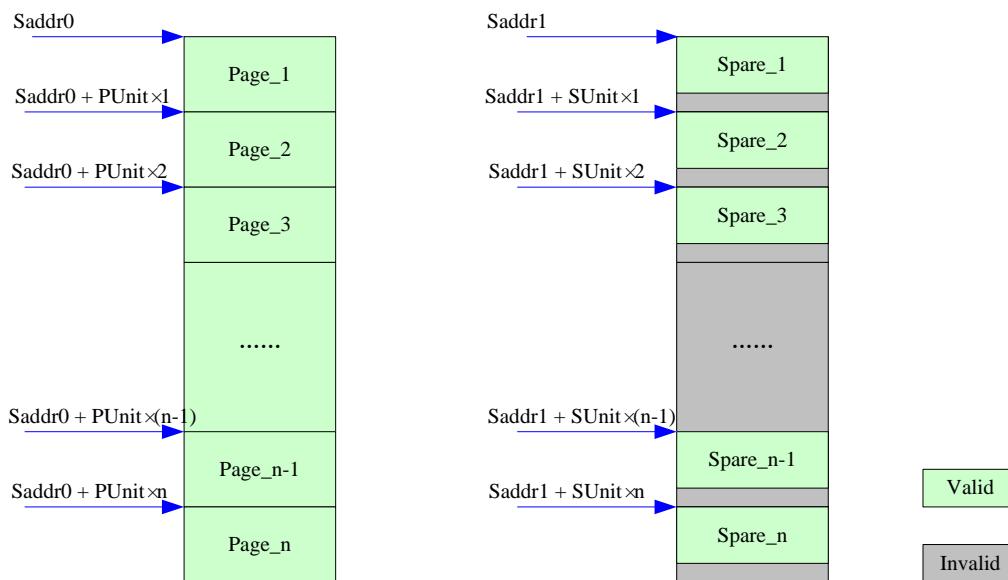 Saddr0
Page_1
Saddr0 + PUnit×1
Page_2
Saddr0 + PUnit×2
Page_3
......
Saddr0 + PUnit×(n-1)
Page_n-1
Saddr0 + PUnit×n
Page_n
Saddr1
Spare_1
Saddr1 + SUnit×1
Spare_2
Saddr1 + SUnit×2
Spare_3
......
Saddr1 + SUnit×(n-1)
Spare_n-1
Saddr1 + SUnit×n
Spare_n
Valid
Invalid